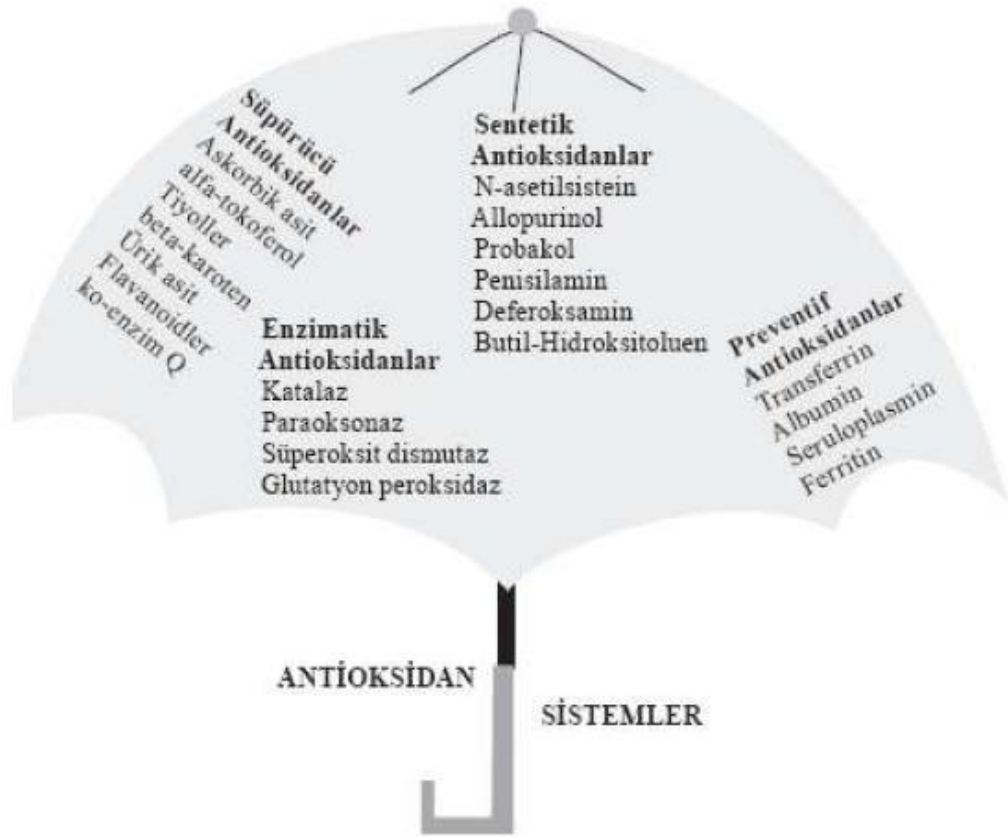 Süpürücü
Antioksidanlar
Askorbik asit
alfa-tokoferol
Tiyoller
beta-karoten
Ürik asit
Flavanoidler
ko-enzim Q
Enzimatik
Antioksidanlar
Katalaz
Paraoksonaz
Süperoksit dismutaz
Glutatyon peroksidaz
Sentetik
Antioksidanlar
N-asetilsistein
Allopurinol
Probakol
Penisilamin
Deferoksamin
Butil-Hidroksitoluen
Preventif
Antioksidanlar
Transferrin
Albumin
Seruloplasmin
Ferritin
ANTİOKSİDAN
SİSTEMLER